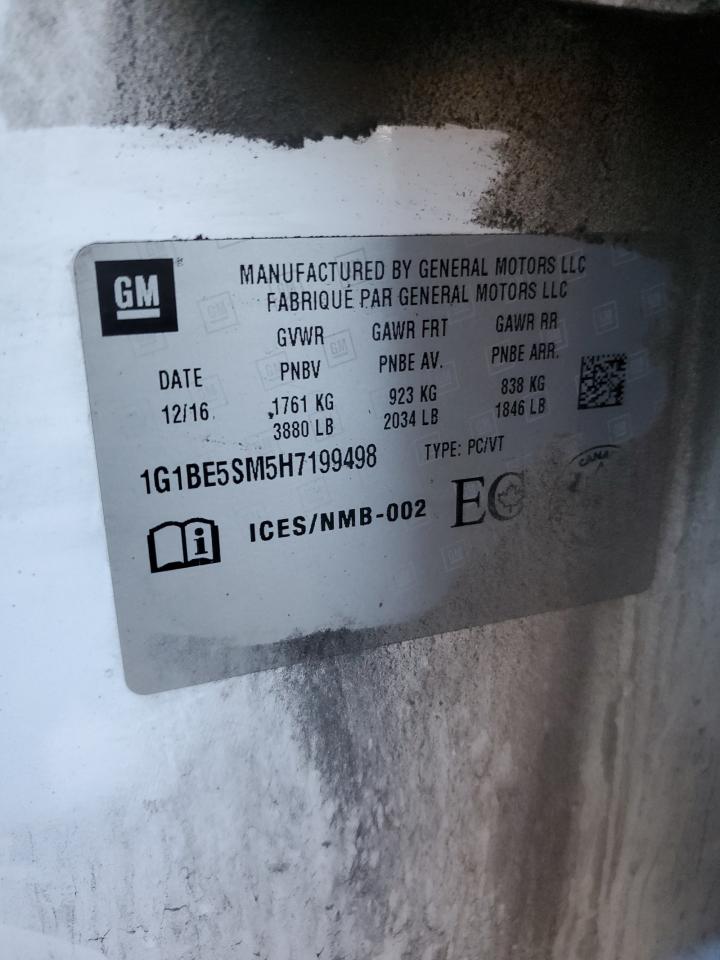 GM
MANUFACTURED BY GENERAL MOTORS LLC
FABRIQUÉ PAR GENERAL MOTORS LLC
GVWR GAWR FRT GAWR RR
DATE PNBV PNBE AV. PNBE ARR.
12/16 1761 KG 923 KG 838 KG
3880 LB 2034 LB 1846 LB
1G1BE5SM5H7199498 TYPE: PC/VT
i ICES/NMB-002 EC CANA